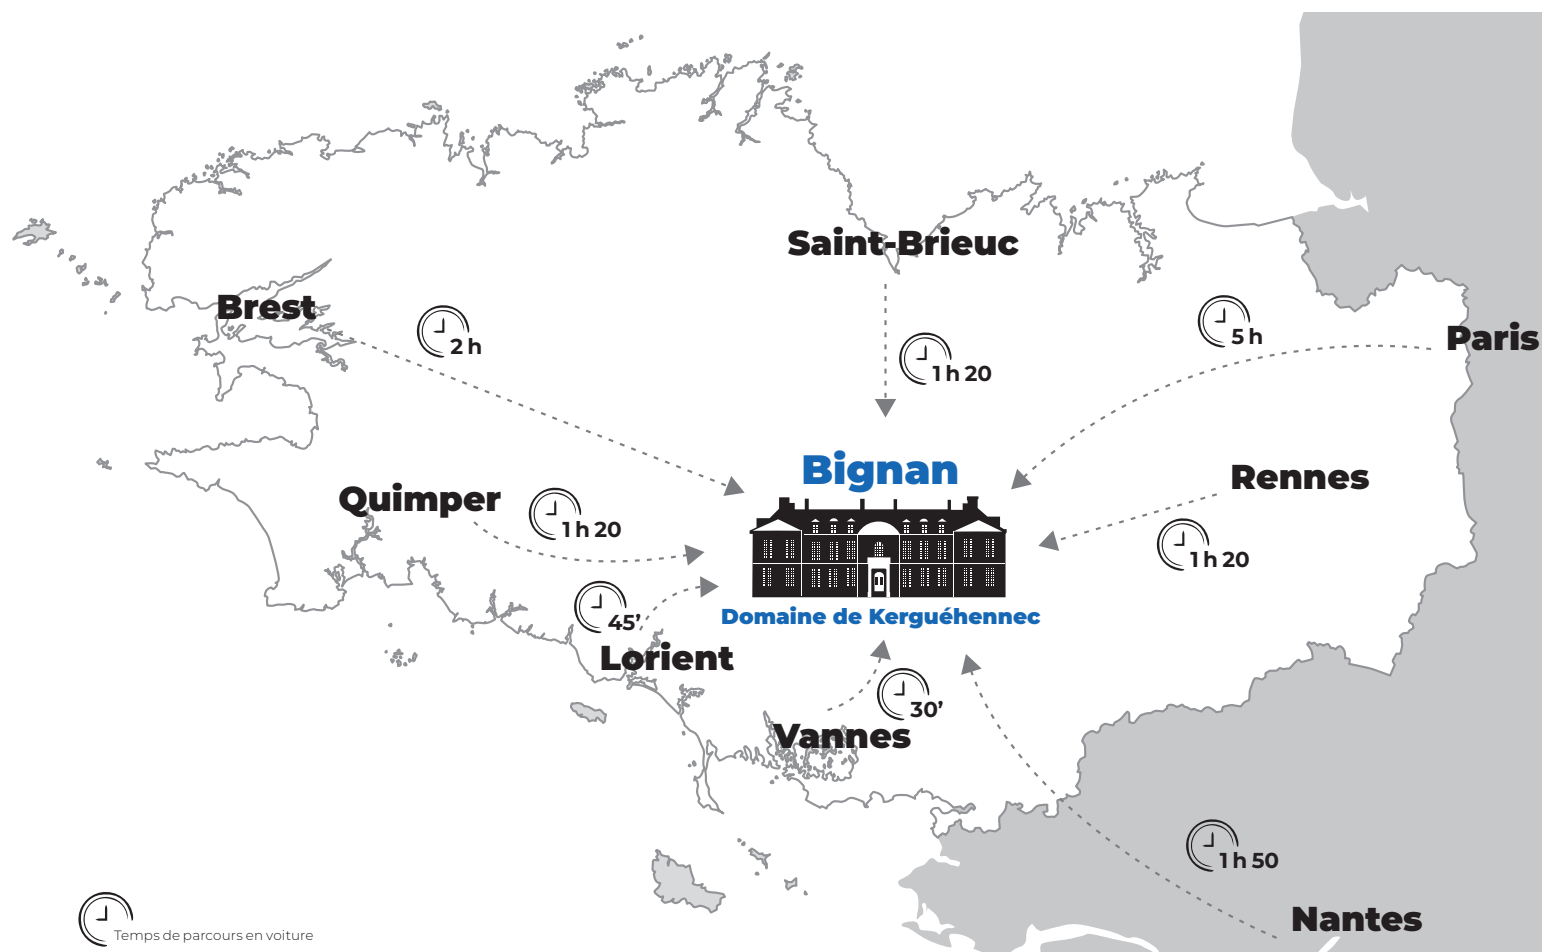 Saint-Brieuc
Brest
2 h
5 h
Paris
1 h 20
Bignan
Rennes
Quimper
1 h 20
1 h 20
45’
Domaine de Kerguéhennec
Lorient
30’
Vannes
1 h 50
Nantes
Temps de parcours en voiture